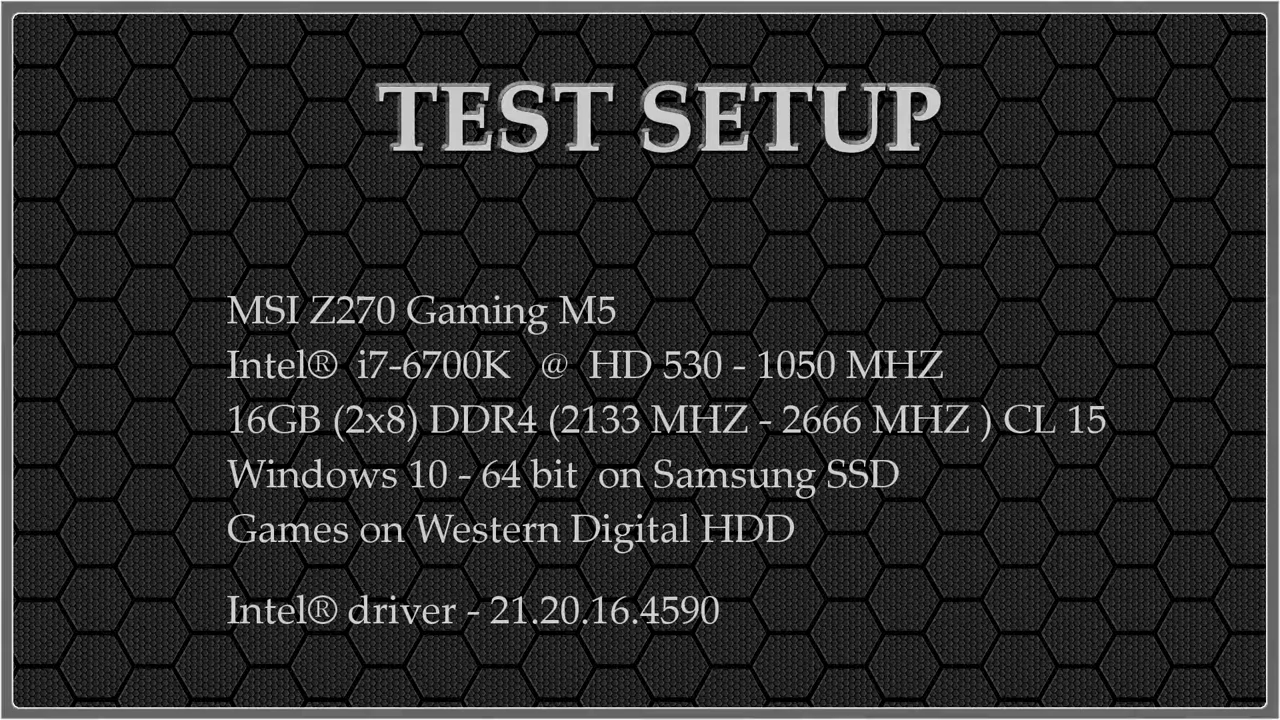 TEST SETUP
MSI Z270 Gaming M5
Intel® i7-6700K @ HD 530 - 1050 MHZ
16GB (2x8) DDR4 (2133 MHZ - 2666 MHZ ) CL 15
Windows 10 - 64 bit on Samsung SSD
Games on Western Digital HDD
Intel® driver - 21.20.16.4590